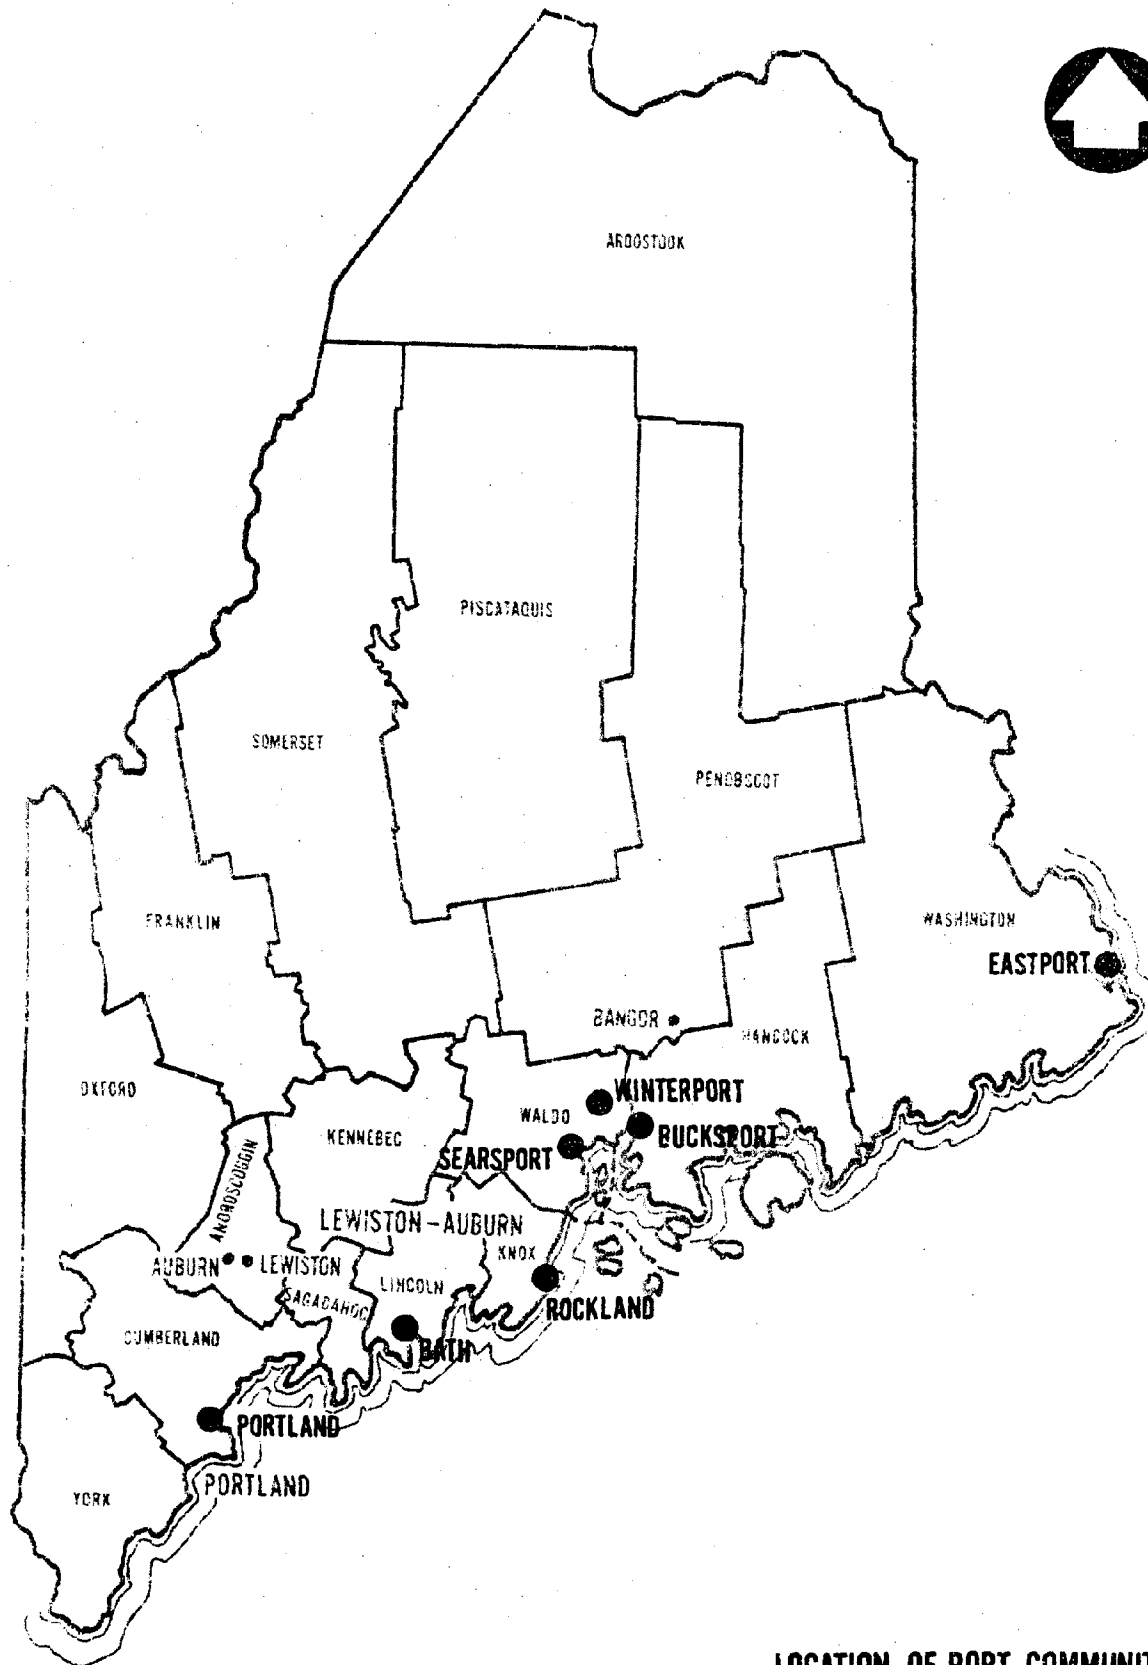 AROOSTOOK
PISCATAQUIS
SOMERSET
PENOBSCOT
FRANKLIN
WASHINGTON
EASTPORT
BANGOR
HANCOCK
OXFORD
WINTERPORT
WALDO
BUCKSPORT
KENNEBEC
SEARSPORT
ANDROSCOGGIN
LEWISTON-AUBURN
KNOX
AUBURN
LEWISTON
LINCOLN
SAGADAHOC
ROCKLAND
CUMBERLAND
BATH
PORTLAND
PORTLAND
YORK
LOCATION OF PORT COMMUNIT